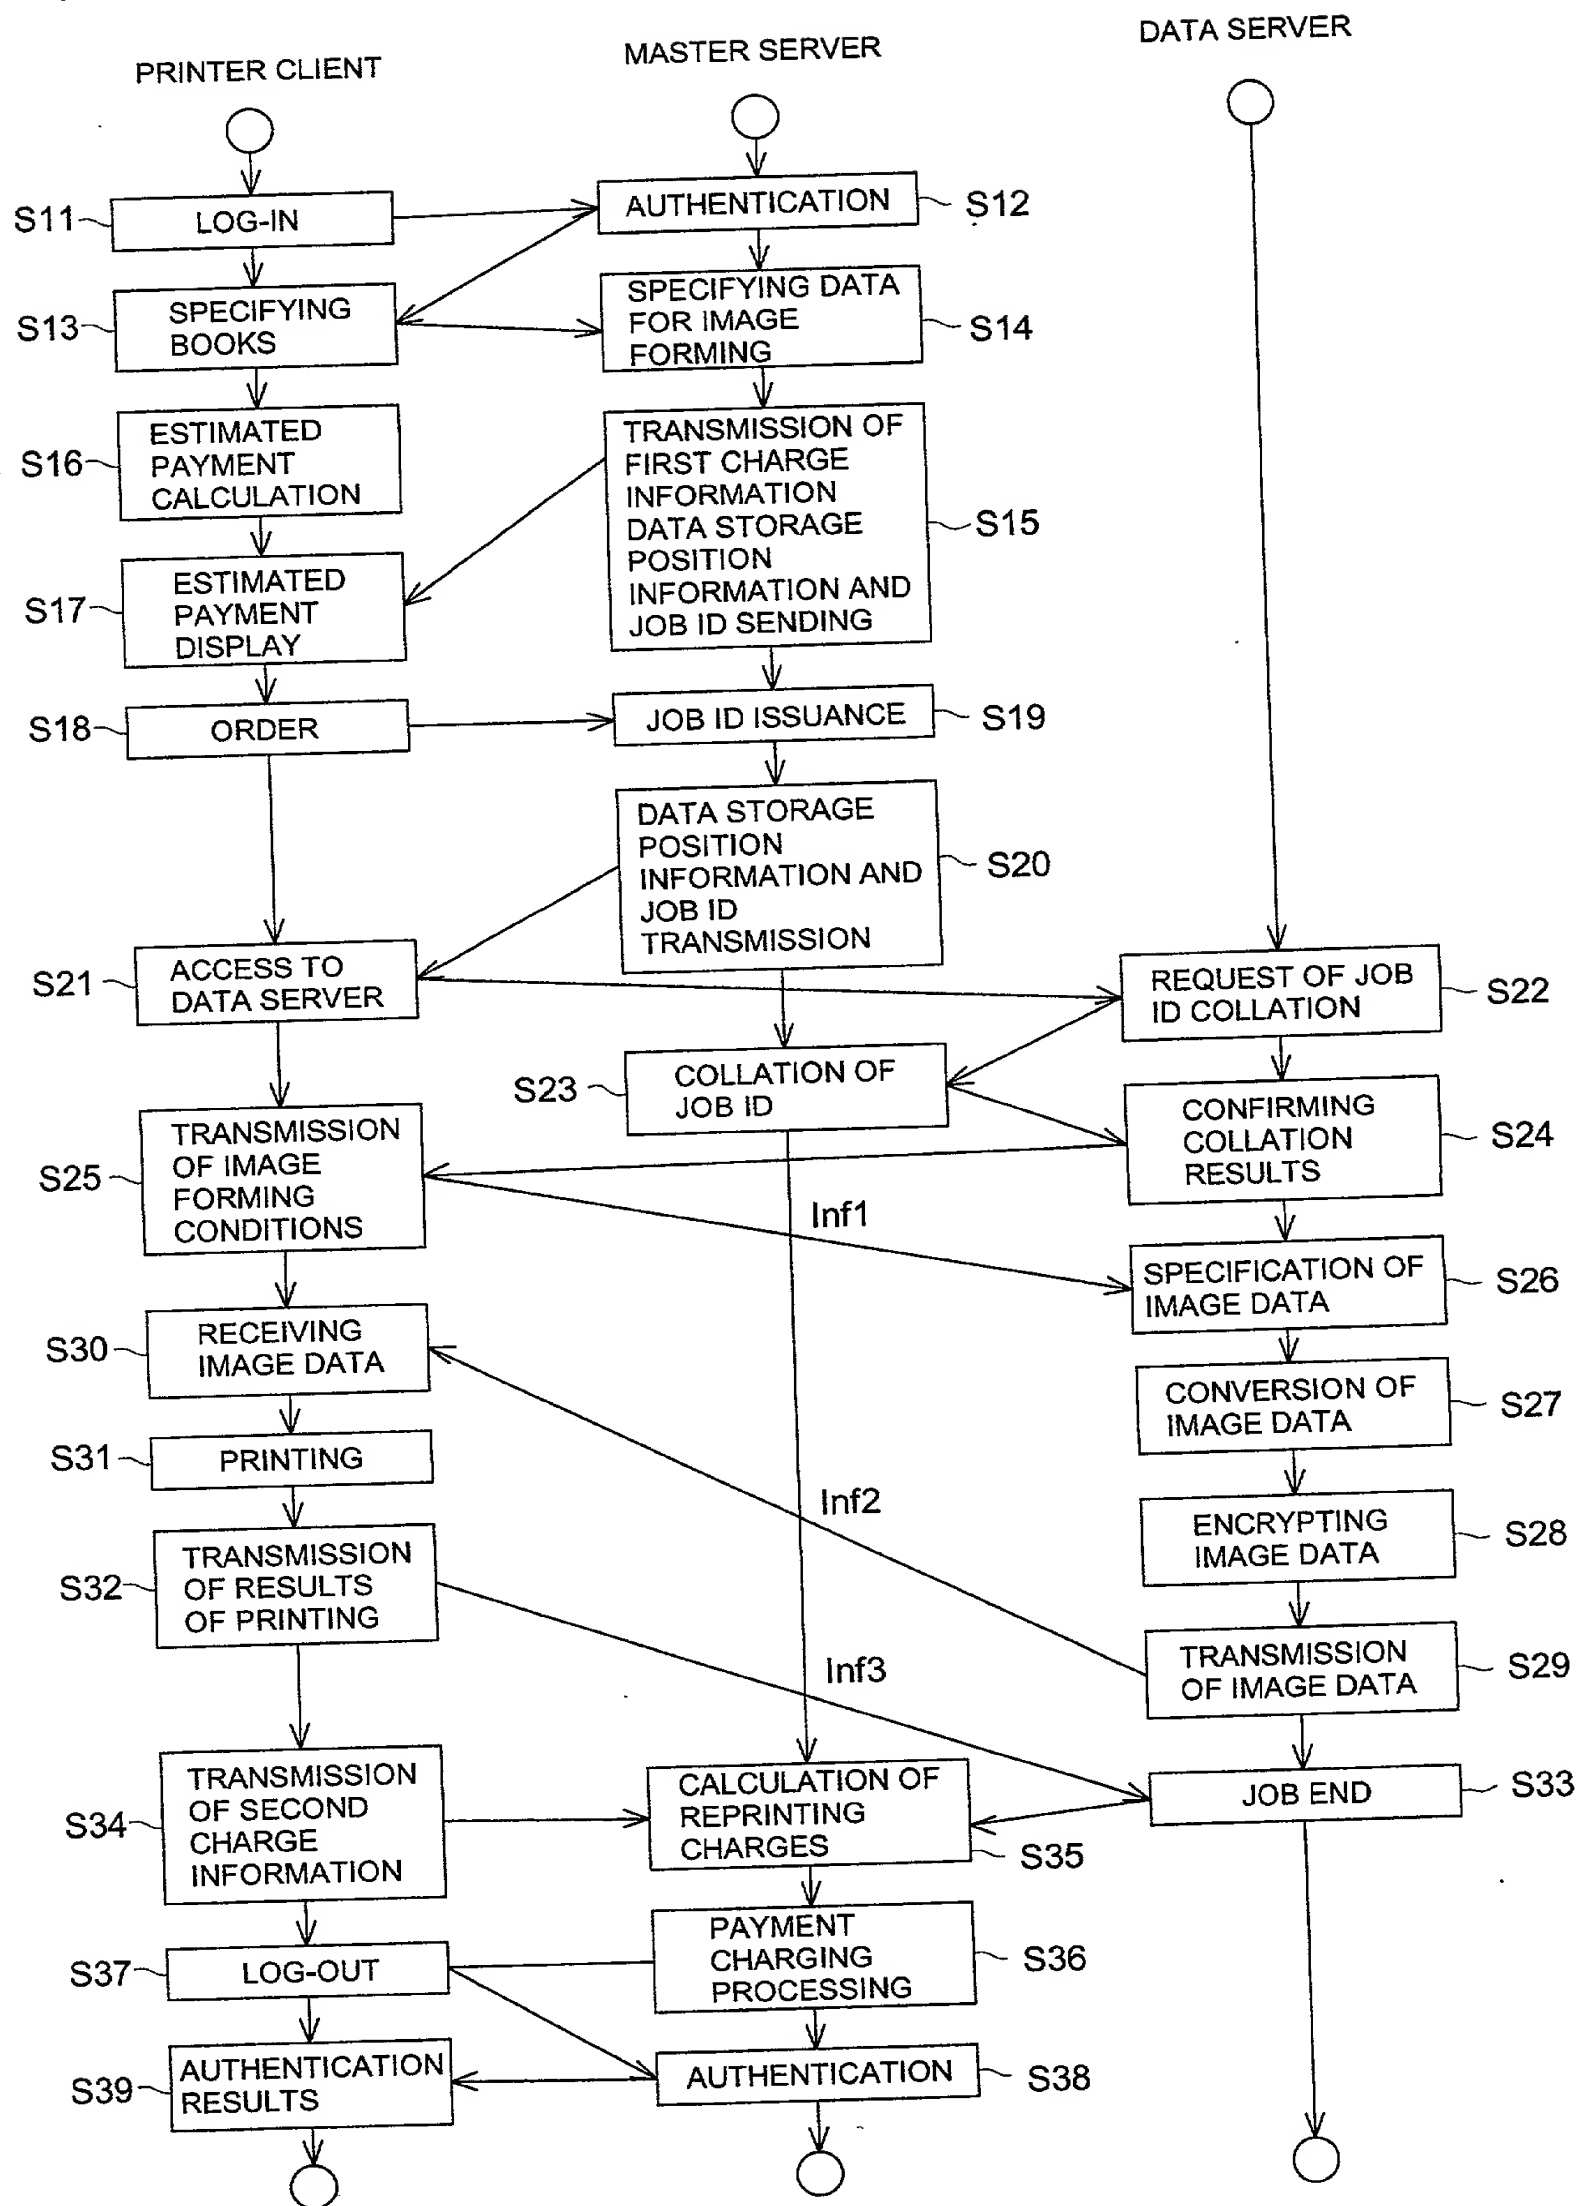 PRINTER CLIENT
MASTER SERVER
DATA SERVER
S11
LOG-IN
AUTHENTICATION
S12
S13
SPECIFYING
BOOKS
SPECIFYING DATA
FOR IMAGE
FORMING
S14
S16
ESTIMATED
PAYMENT
CALCULATION
TRANSMISSION OF
FIRST CHARGE
INFORMATION
DATA STORAGE
POSITION
INFORMATION AND
JOB ID SENDING
S15
S17
ESTIMATED
PAYMENT
DISPLAY
S18
ORDER
JOB ID ISSUANCE
S19
DATA STORAGE
POSITION
INFORMATION AND
JOB ID
TRANSMISSION
S20
S21
ACCESS TO
DATA SERVER
REQUEST OF JOB
ID COLLATION
S22
S23
COLLATION OF
JOB ID
CONFIRMING
COLLATION
RESULTS
S24
S25
TRANSMISSION
OF IMAGE
FORMING
CONDITIONS
Inf1
SPECIFICATION OF
IMAGE DATA
S26
S30
RECEIVING
IMAGE DATA
CONVERSION OF
IMAGE DATA
S27
S31
PRINTING
Inf2
ENCRYPTING
IMAGE DATA
S28
S32
TRANSMISSION
OF RESULTS
OF PRINTING
Inf3
TRANSMISSION
OF IMAGE DATA
S29
S34
TRANSMISSION
OF SECOND
CHARGE
INFORMATION
CALCULATION OF
REPRINTING
CHARGES
S35
JOB END
S33
S37
LOG-OUT
PAYMENT
CHARGING
PROCESSING
S36
S39
AUTHENTICATION
RESULTS
AUTHENTICATION
S38